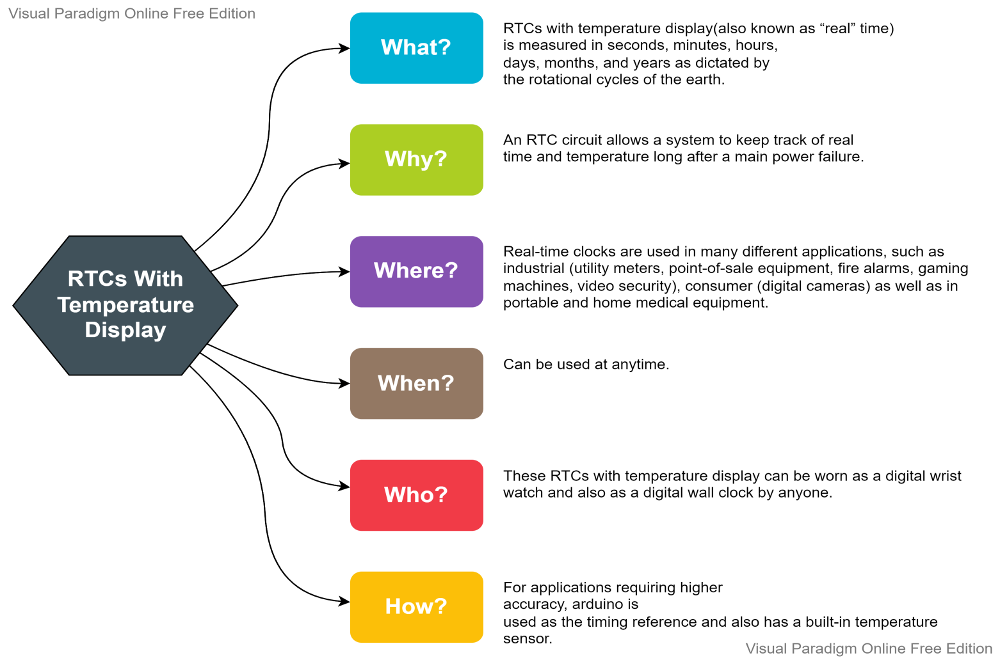 Visual Paradigm Online Free Edition
What?
RTCs with temperature display(also known as “real” time)
is measured in seconds, minutes, hours,
days, months, and years as dictated by
the rotational cycles of the earth.
Why?
An RTC circuit allows a system to keep track of real
time and temperature long after a main power failure.
RTCs With
Temperature
Display
Where?
Real-time clocks are used in many different applications, such as
industrial (utility meters, point-of-sale equipment, fire alarms, gaming
machines, video security), consumer (digital cameras) as well as in
portable and home medical equipment.
When?
Can be used at anytime.
Who?
These RTCs with temperature display can be worn as a digital wrist
watch and also as a digital wall clock by anyone.
How?
For applications requiring higher
accuracy, arduino is
used as the timing reference and also has a built-in temperature
sensor.
Visual Paradigm Online Free Edition